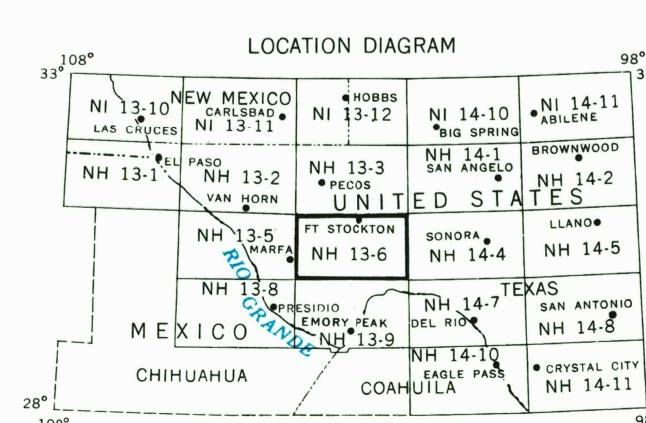 LOCATION DIAGRAM
108°
98°
33°
3
NEW MEXICO
NI 13-10
LAS CRUCES
CARLSBAD
NI 13-11
HOBBS
NI 13-12
NI 14-10
BIG SPRING
NI 14-11
ABILENE
EL PASO
NH 13-1
NH 13-2
VAN HORN
NH 13-3
PECOS
NH 14-1
SAN ANGELO
BROWNWOOD
NH 14-2
UNITED STATES
NH 13-5
MARFA
FT STOCKTON
NH 13-6
SONORA
NH 14-4
LLANO
NH 14-5
RIO GRANDE
NH 13-8
PRESIDIO
EMORY PEAK
NH 13-9
TEXAS
NH 14-7
DEL RIO
SAN ANTONIO
NH 14-8
MEXICO
NH 14-10
EAGLE PASS
CRYSTAL CITY
NH 14-11
CHIHUAHUA
COAHUILA
28°